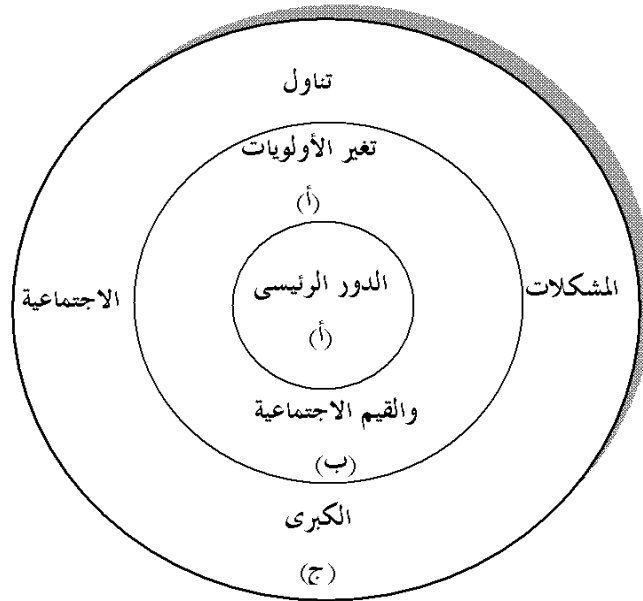 تناول
تغير الأولويات
(أ)
الدور الرئيسى
(أ)
المشكلات
الاجتماعية
والقيم الاجتماعية
(ب)
الكبرى
(ج)